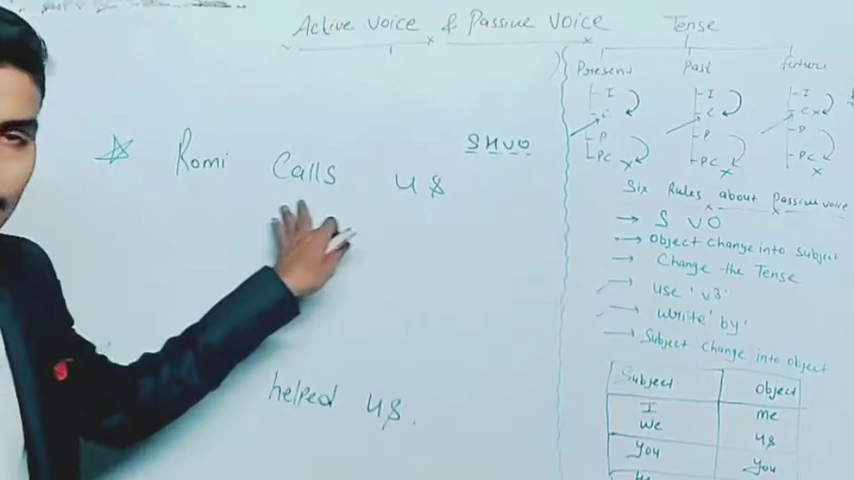 Active voice & Passive voice
Tense
Present Past future
I I I
C C C x
P P P
PC x PC x PC x
☆ Romi Calls us
SHVO
helped us.
Six Rules about Passive voice
→ S V O
→ Object change into subject
→ Change the Tense
→ use 'v3'
→ write 'by'
→ Subject change into object
Subject Object
I me
we us
you you